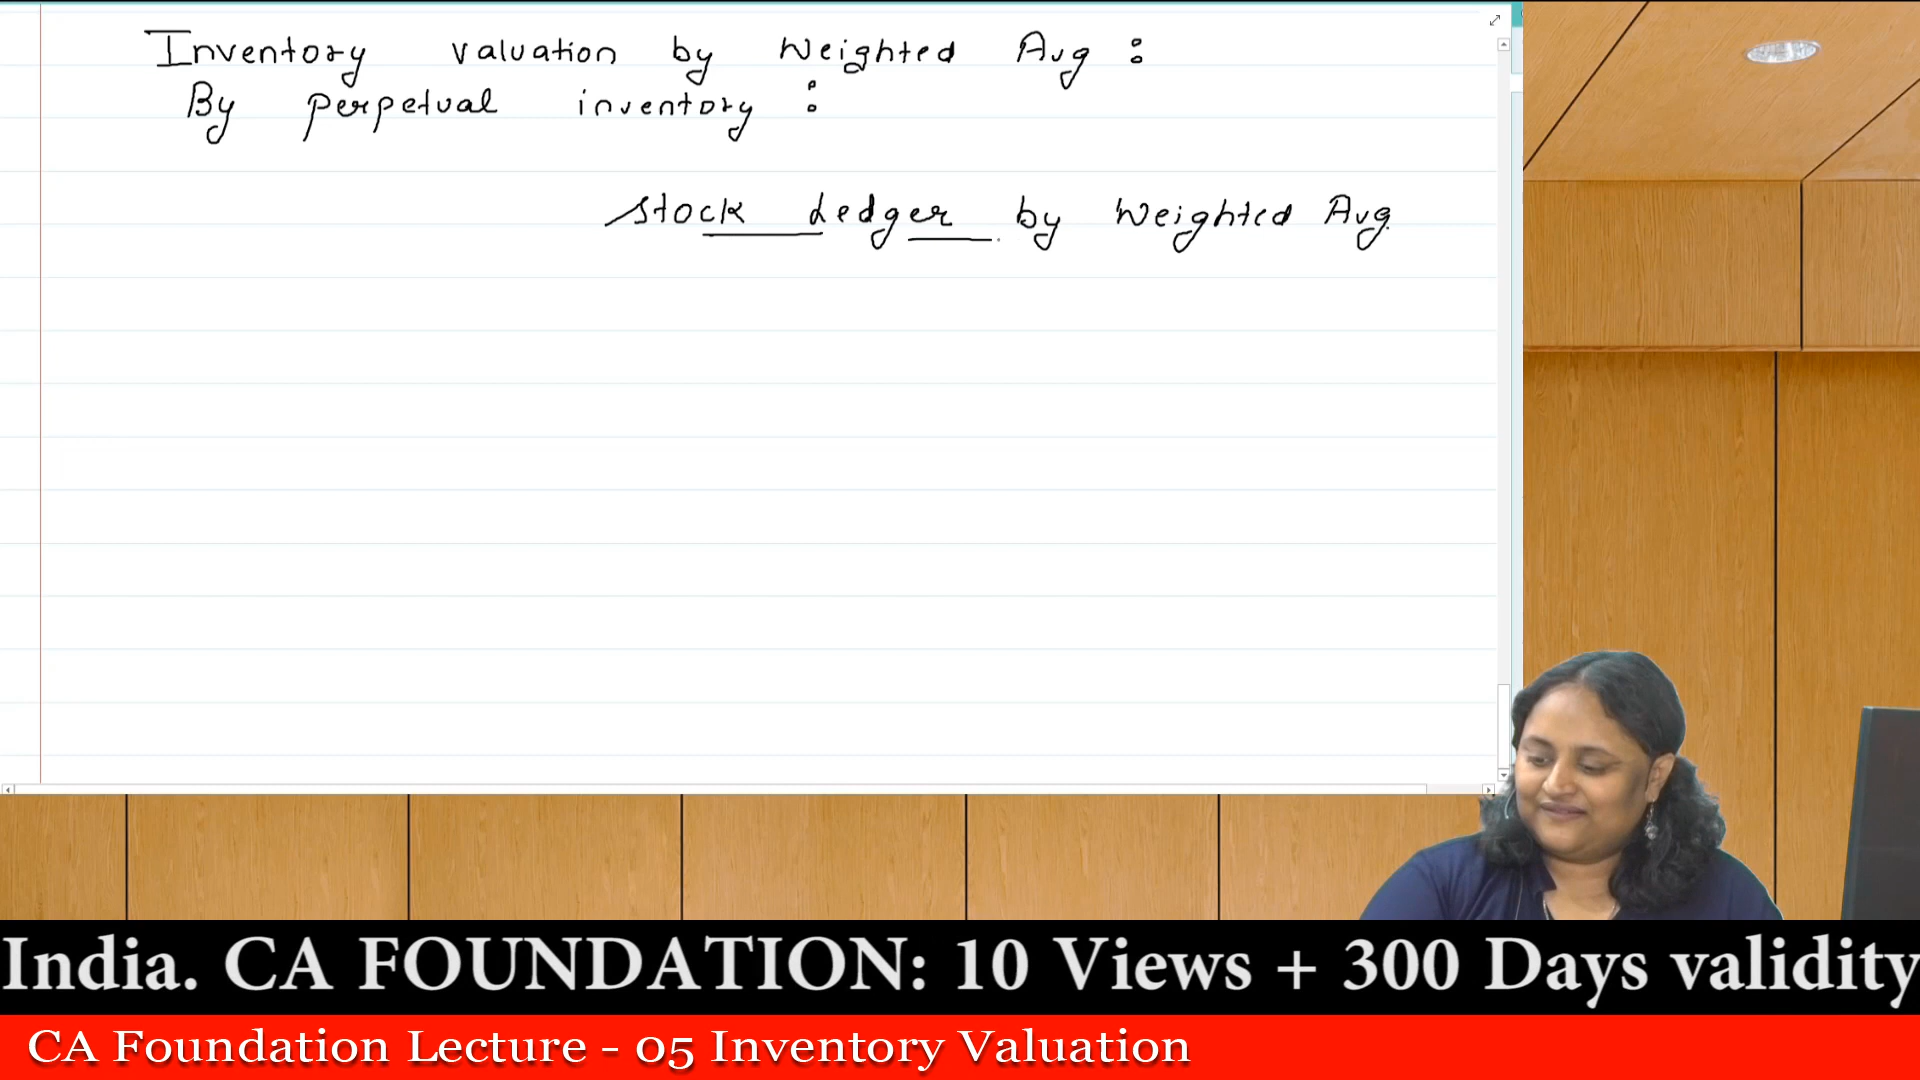 Inventory valuation by Weighted Avg :
By perpetual inventory :
Stock Ledger by Weighted Avg.
India. CA FOUNDATION: 10 Views + 300 Days validity
CA Foundation Lecture - 05 Inventory Valuation